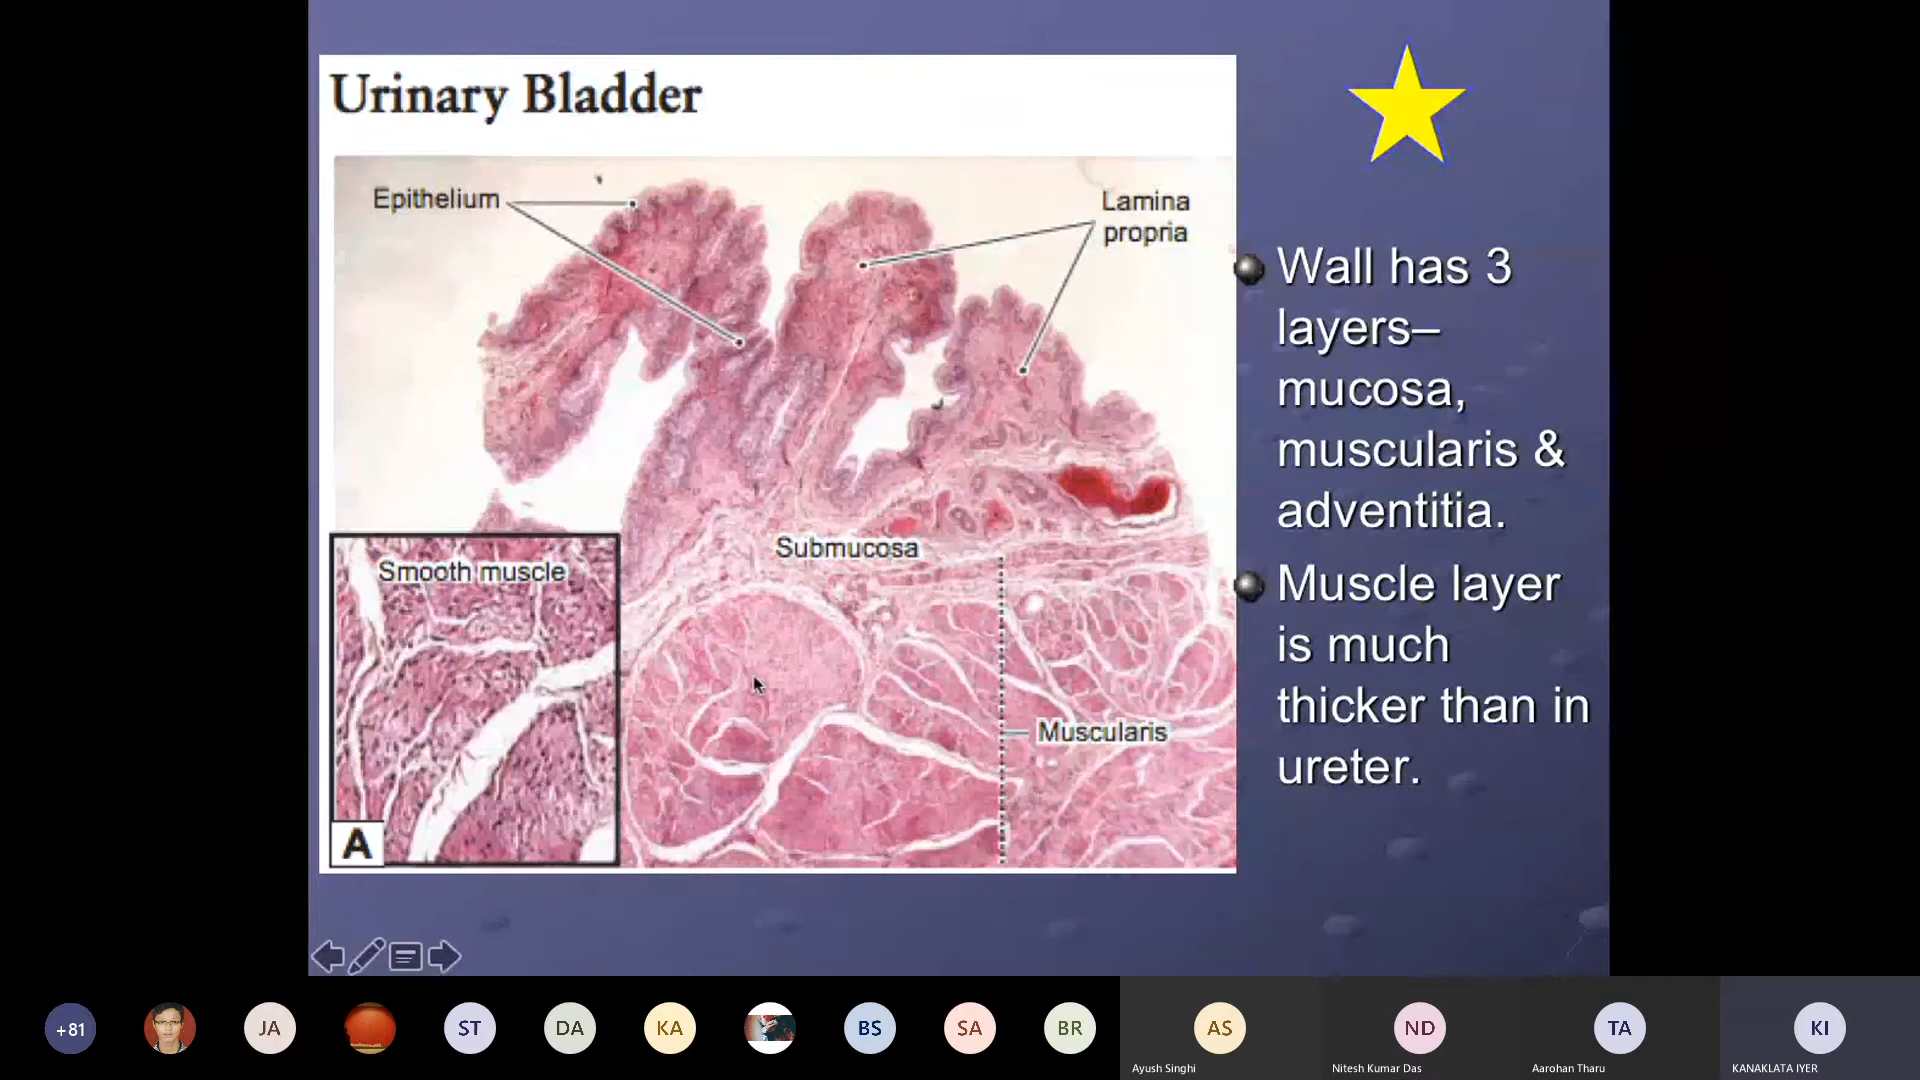 Urinary Bladder
Epithelium
Lamina
propria
Submucosa
Smooth muscle
Muscularis
A
Wall has 3
layers–
mucosa,
muscularis &
adventitia.
Muscle layer
is much
thicker than in
ureter.
+81
JA
ST
DA
KA
BS
SA
BR
AS
ND
TA
KI
Ayush Singhi
Nitesh Kumar Das
Aarohan Tharu
KANAKLATA IYER